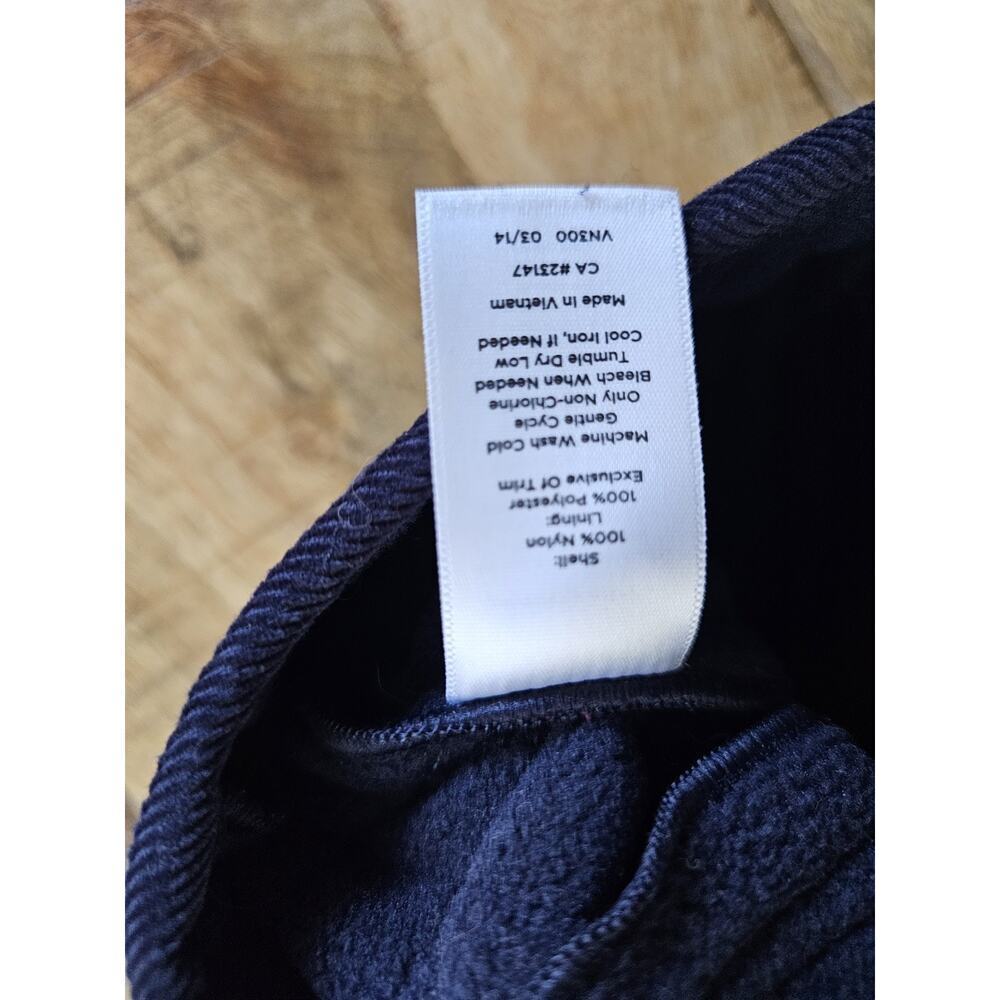 Shell:
100% Nylon
Lining:
100% Polyester
Exclusive Of Trim
Machine Wash Cold
Gentle Cycle
Only Non-Chlorine
Bleach When Needed
Tumble Dry Low
Cool Iron, If Needed
Made In Vietnam
CA #23147
VN300 03/14